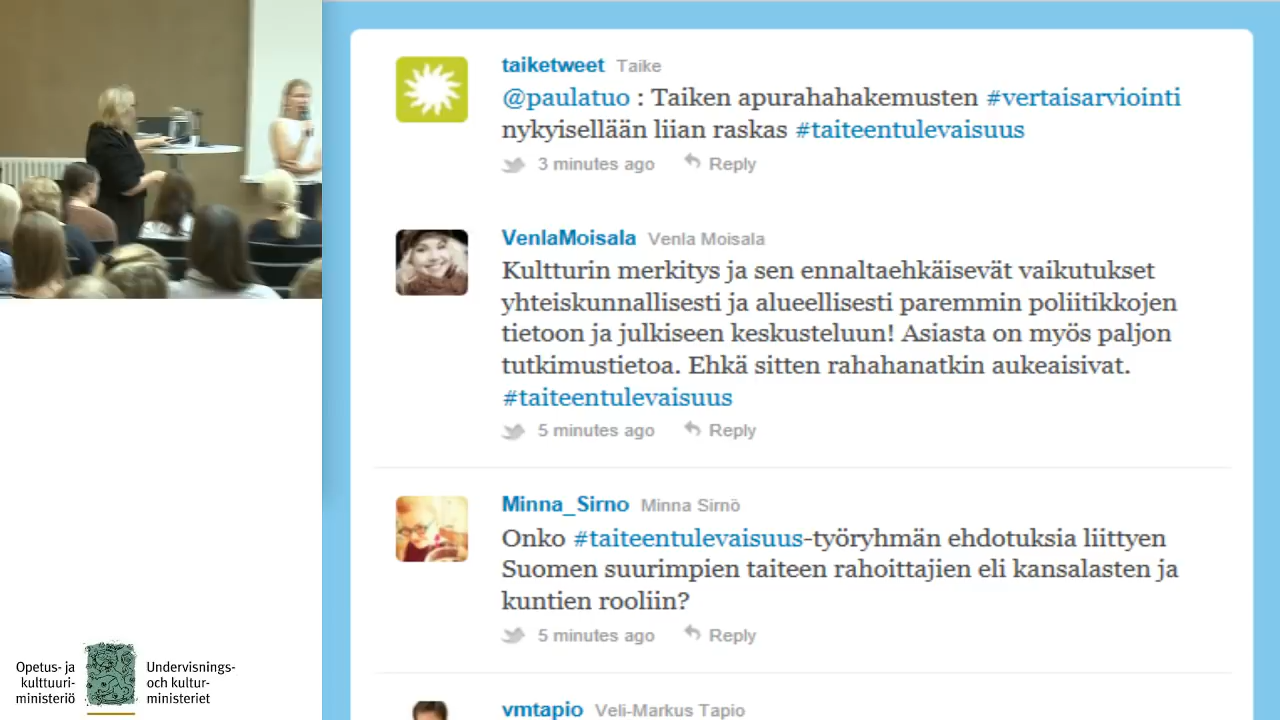 taiketweet Taike
@paulatuo : Taiken apurahahakemusten #vertaisarviointi
nykyisellään liian raskas #taiteentulevaisuus
3 minutes ago Reply
VenlaMoisala Venla Moisala
Kultturin merkitys ja sen ennaltaehkäisevät vaikutukset
yhteiskunnallisesti ja alueellisesti paremmin poliitikkojen
tietoon ja julkiseen keskusteluun! Asiasta on myös paljon
tutkimustietoa. Ehkä sitten rahahanatkin aukeaisivat.
#taiteentulevaisuus
5 minutes ago Reply
Minna_Sirno Minna Sirnö
Onko #taiteentulevaisuus-työryhmän ehdotuksia liittyen
Suomen suurimpien taiteen rahoittajien eli kansalasten ja
kuntien rooliin?
5 minutes ago Reply
vmtapio Veli-Markus Tapio
Opetus- ja
kulttuuri-
ministeriö
Undervisnings-
och kultur-
ministeriet